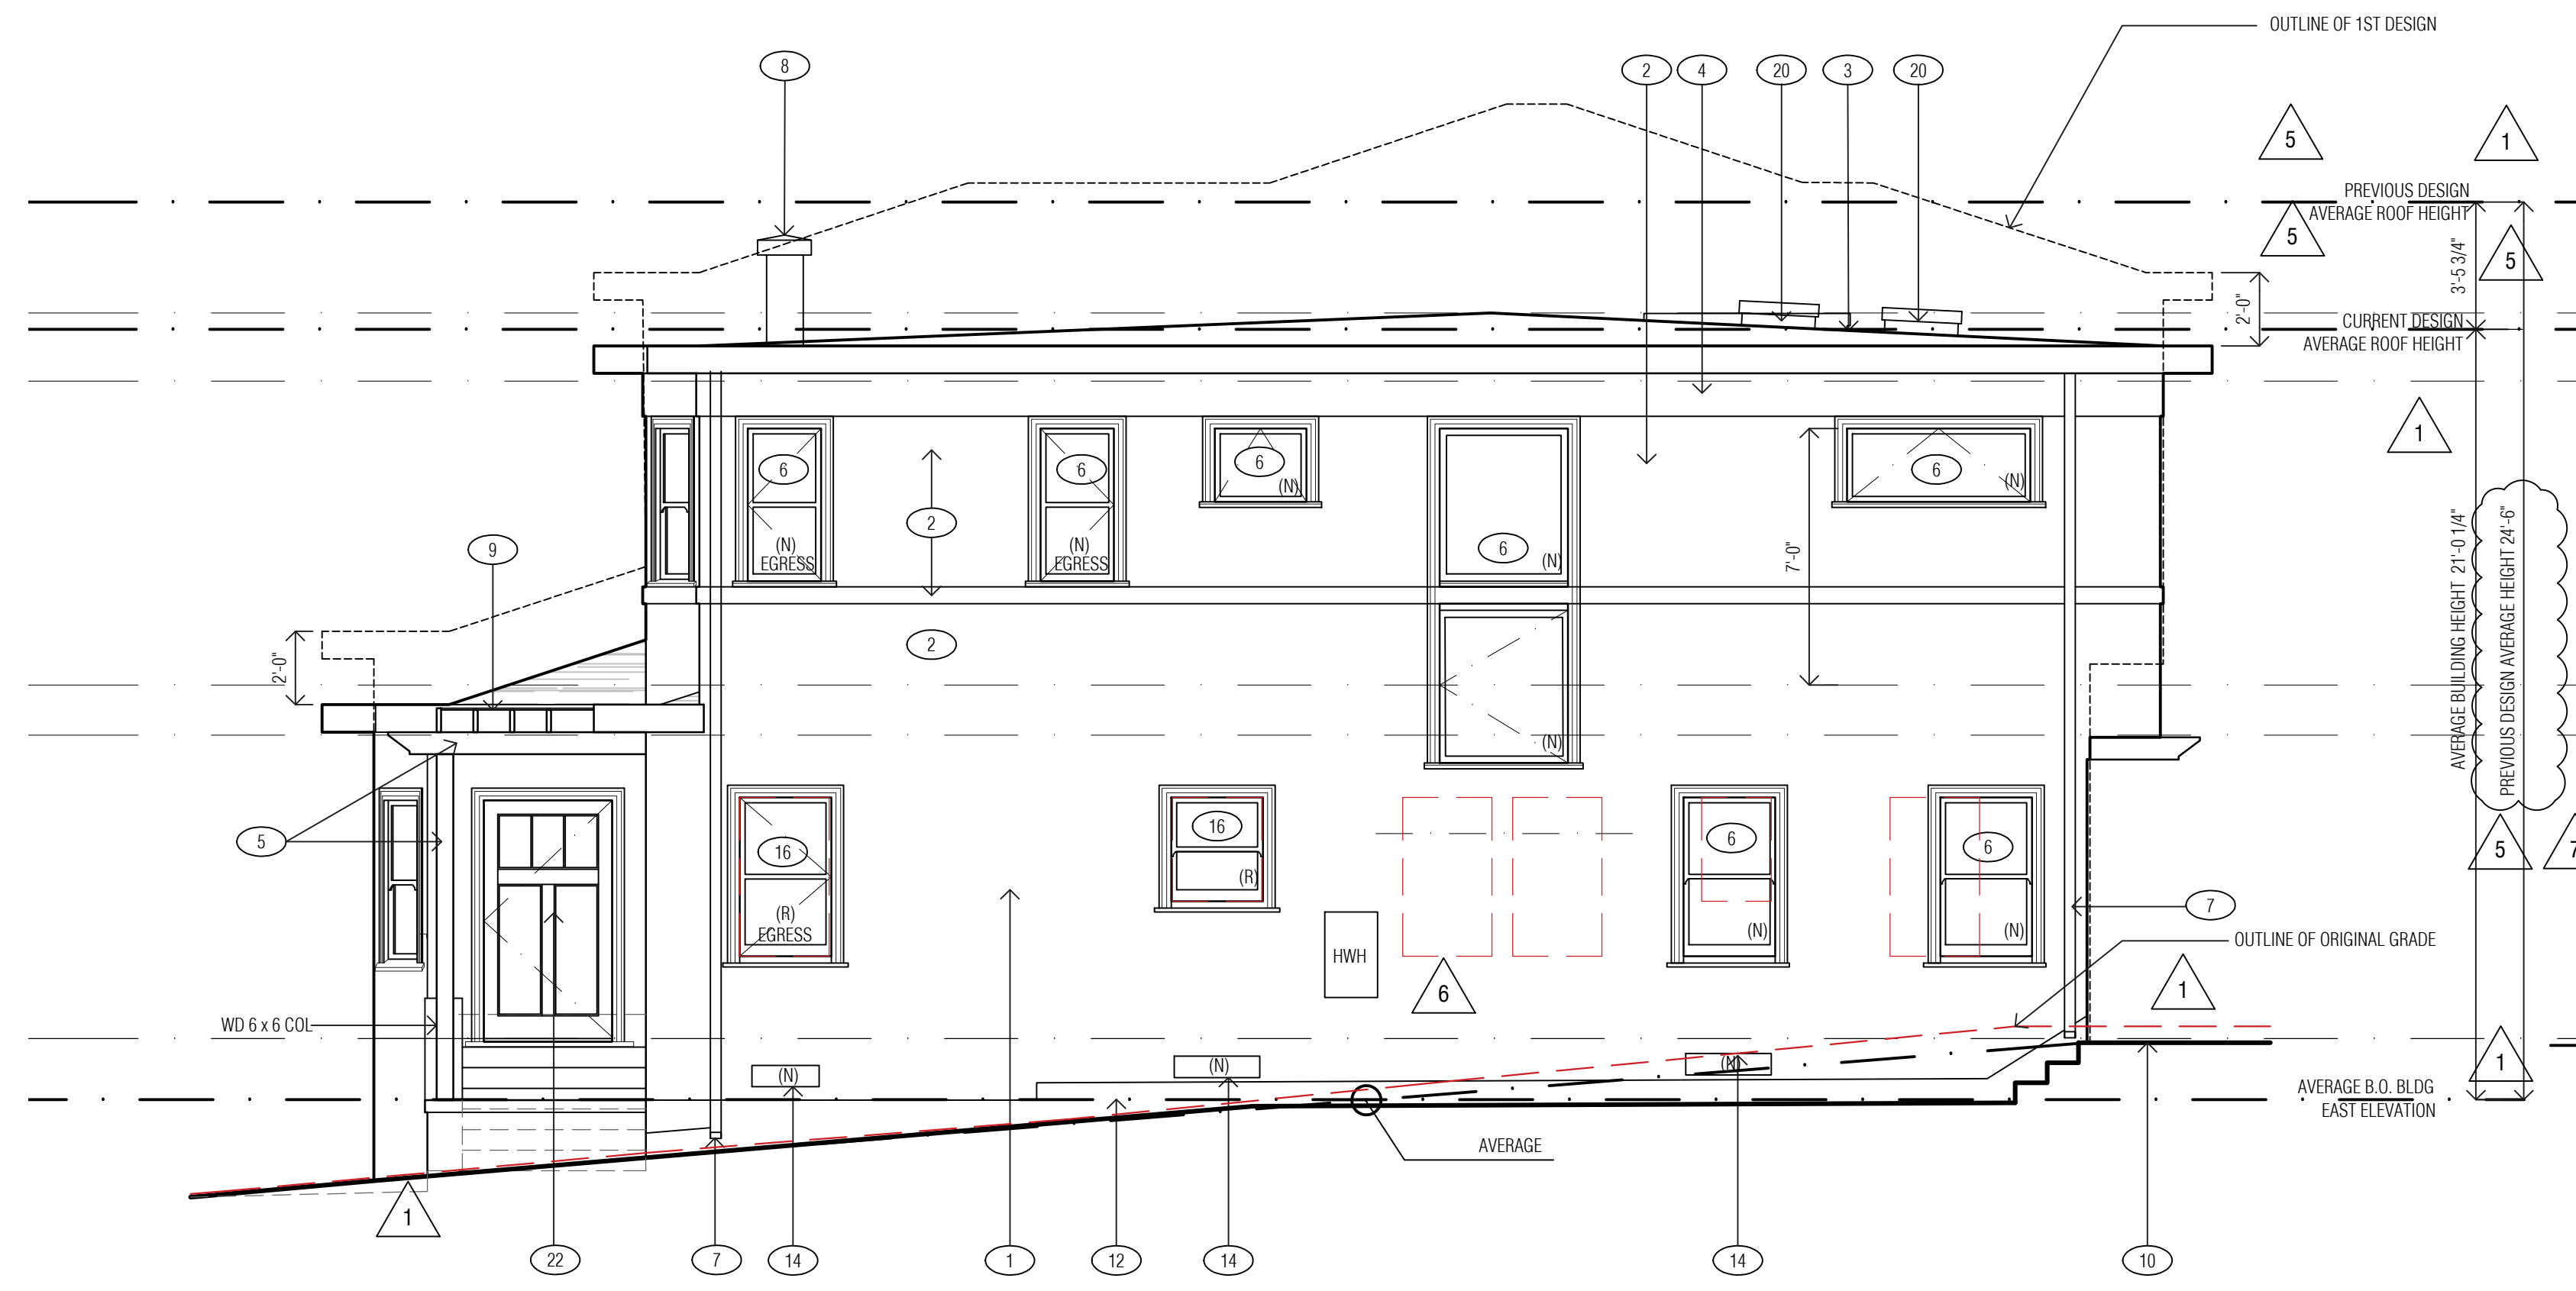 OUTLINE OF 1ST DESIGN
8
2
4
20
3
20
5
1
PREVIOUS DESIGN
AVERAGE ROOF HEIGHT
5
5
3'-5 3/4"
2'-0"
CURRENT DESIGN
AVERAGE ROOF HEIGHT
1
6
(N)
EGRESS
6
(N)
EGRESS
6
(N)
6
(N)
6
(N)
2
9
7'-0"
AVERAGE BUILDING HEIGHT 21'-0 1/4"
PREVIOUS DESIGN AVERAGE HEIGHT 24'-6"
2
2'-0"
(N)
5
16
(R)
EGRESS
16
(R)
6
(N)
6
(N)
5
7
7
HWH
OUTLINE OF ORIGINAL GRADE
6
1
WD 6 x 6 COL
(N)
(N)
(N)
1
AVERAGE B.O. BLDG
EAST ELEVATION
AVERAGE
1
22
7
14
1
12
14
14
10